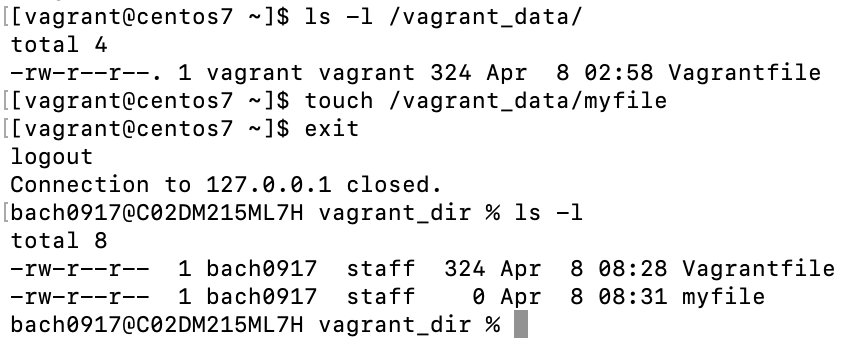 [[vagrant@centos7 ~]$ ls -l /vagrant_data/
total 4
-rw-r--r--. 1 vagrant vagrant 324 Apr  8 02:58 Vagrantfile
[[vagrant@centos7 ~]$ touch /vagrant_data/myfile
[[vagrant@centos7 ~]$ exit
logout
Connection to 127.0.0.1 closed.
[bach0917@C02DM215ML7H vagrant_dir % ls -l
total 8
-rw-r--r--  1 bach0917  staff  324 Apr  8 08:28 Vagrantfile
-rw-r--r--  1 bach0917  staff    0 Apr  8 08:31 myfile
bach0917@C02DM215ML7H vagrant_dir %